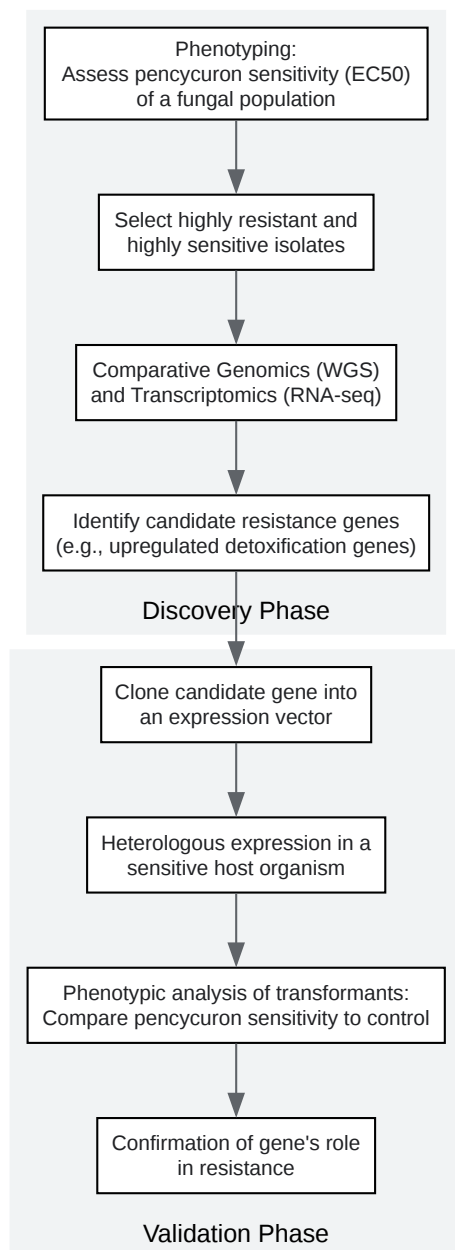 Phenotyping:
Assess pencycuron sensitivity (EC50)
of a fungal population
Select highly resistant and
highly sensitive isolates
Comparative Genomics (WGS)
and Transcriptomics (RNA-seq)
Identify candidate resistance genes
(e.g., upregulated detoxification genes)
Discovery Phase
Clone candidate gene into
an expression vector
Heterologous expression in a
sensitive host organism
Phenotypic analysis of transformants:
Compare pencycuron sensitivity to control
Confirmation of gene's role
in resistance
Validation Phase